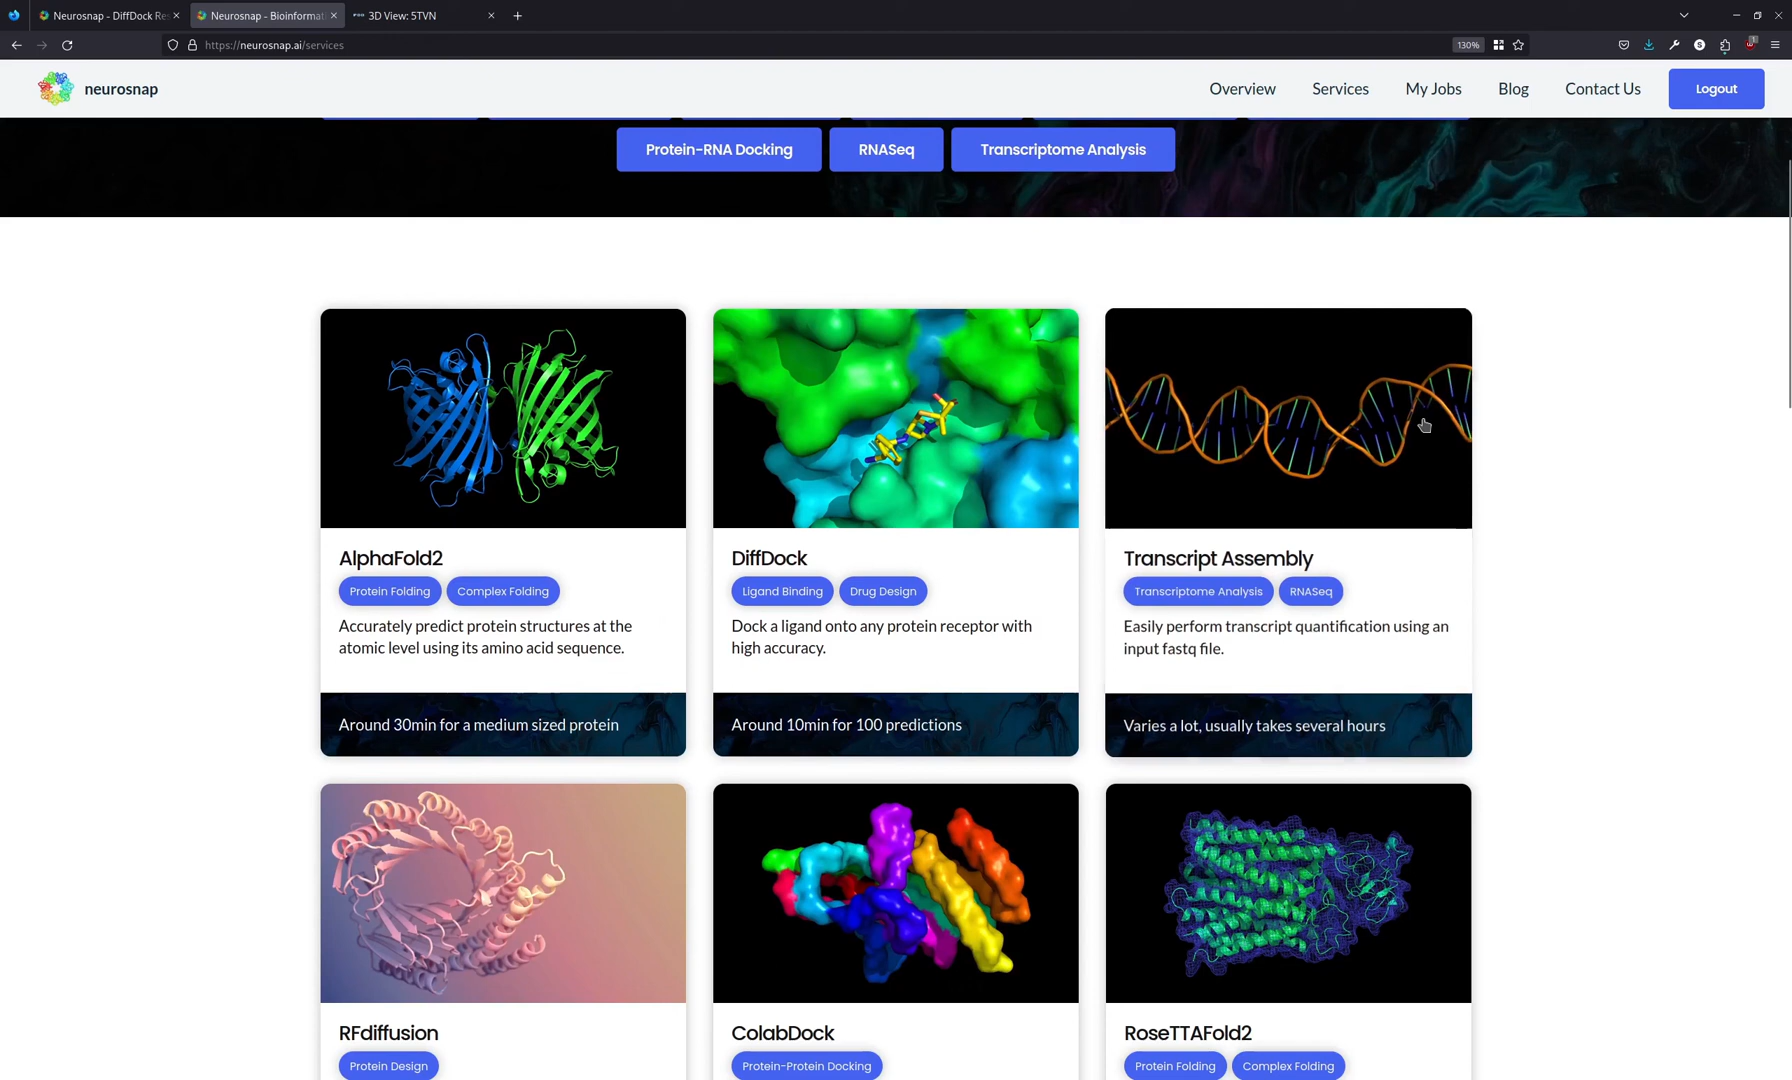 Neurosnap - DiffDock Res
Neurosnap - Bioinformati
3D View: 5TVN
https://neurosnap.ai/services
130%
1
neurosnap
Overview
Services
My Jobs
Blog
Contact Us
Logout
Protein-RNA Docking
RNASeq
Transcriptome Analysis
AlphaFold2
Protein Folding
Complex Folding
Accurately predict protein structures at the
atomic level using its amino acid sequence.
Around 30min for a medium sized protein
DiffDock
Ligand Binding
Drug Design
Dock a ligand onto any protein receptor with
high accuracy.
Around 10min for 100 predictions
Transcript Assembly
Transcriptome Analysis
RNASeq
Easily perform transcript quantification using an
input fastq file.
Varies a lot, usually takes several hours
RFdiffusion
Protein Design
ColabDock
Protein-Protein Docking
RoseTTAFold2
Protein Folding
Complex Folding